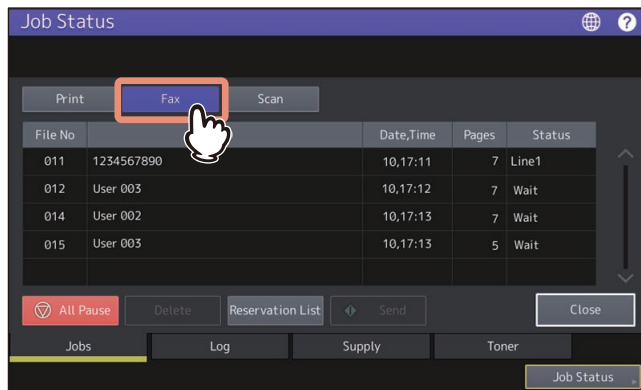 Job Status
?
Print Fax Scan
File No Date,Time Pages Status
011 1234567890 10,17:11 7 Line1
012 User 003 10,17:12 7 Wait
014 User 002 10,17:13 7 Wait
015 User 003 10,17:13 5 Wait
All Pause Delete Reservation List Send Close
Jobs Log Supply Toner
Job Status